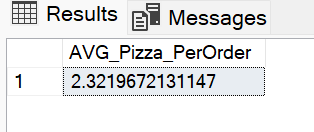 Results Messages
AVG_Pizza_PerOrder
1 2.3219672131147